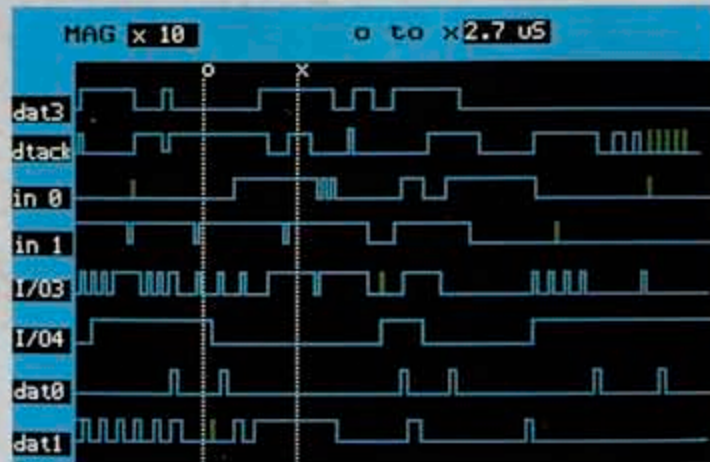 MAG x 10 o to x 2.7 uS
o x
dat3
dtack
in 0
in 1
I/O3
I/O4
dat0
dat1